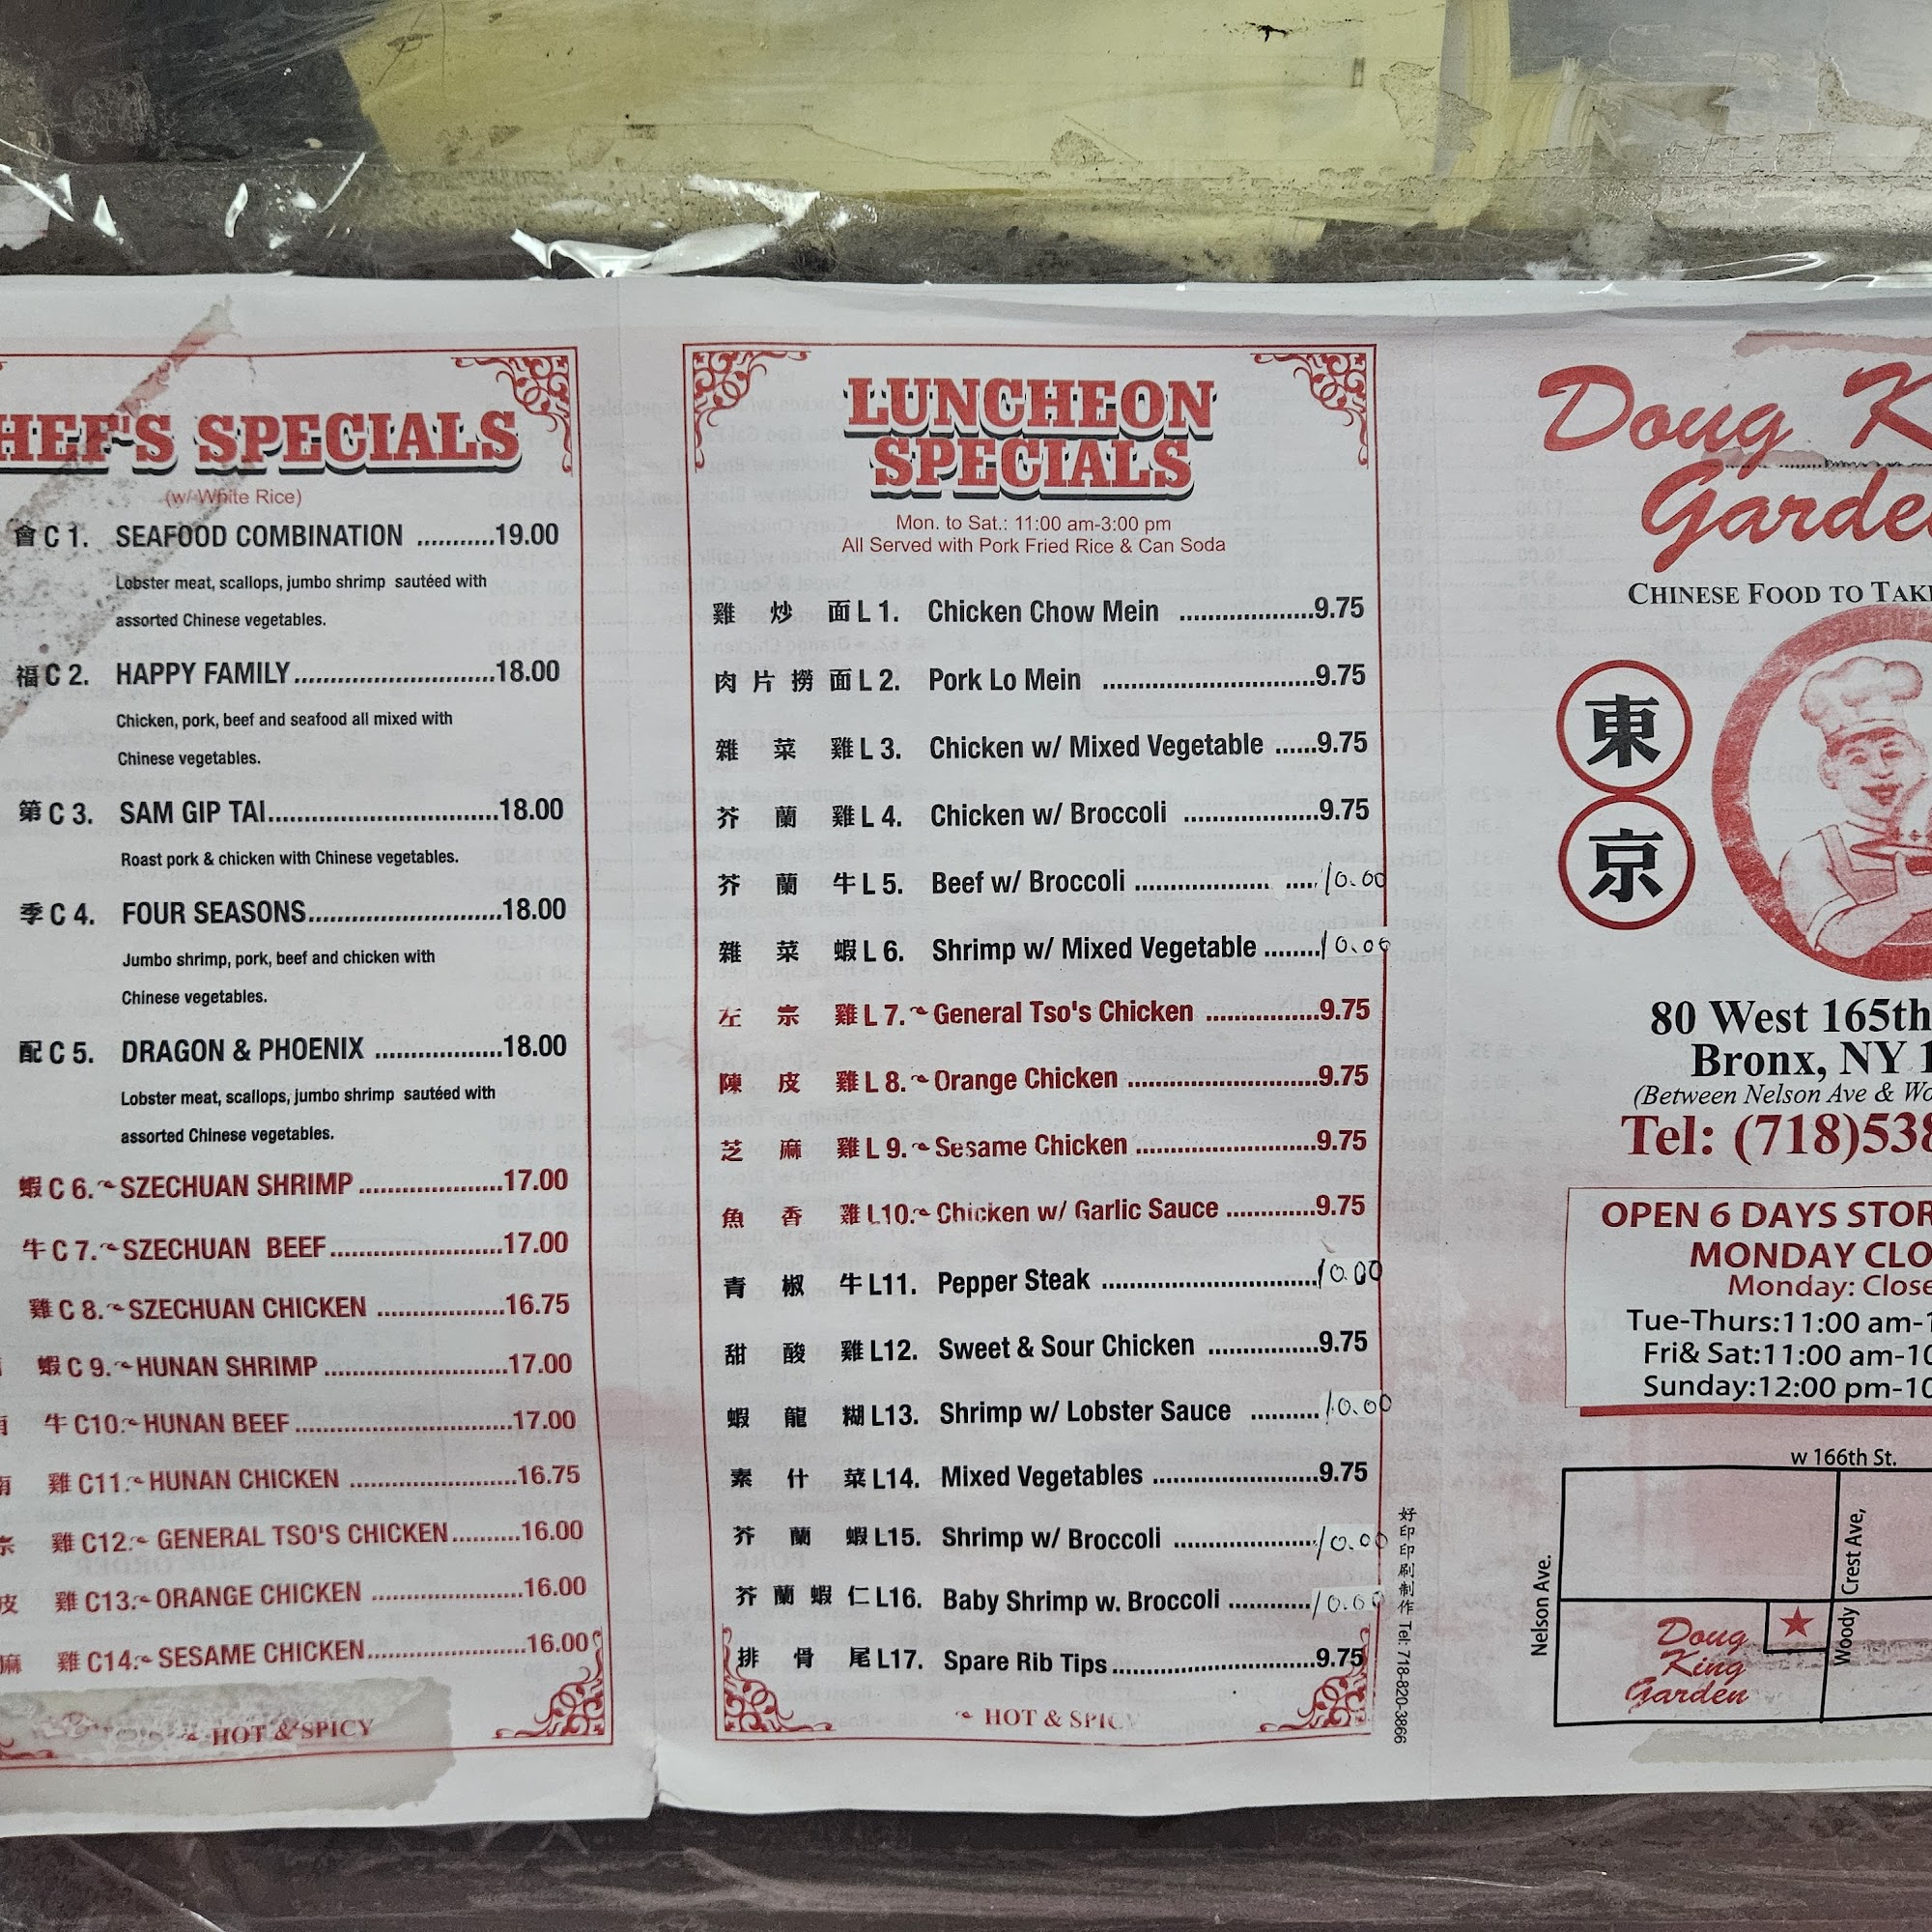 HEF'S SPECIALS
(w/ White Rice)
會 C 1. SEAFOOD COMBINATION ...........19.00
Lobster meat, scallops, jumbo shrimp sautéed with
assorted Chinese vegetables.
福 C 2. HAPPY FAMILY.............................18.00
Chicken, pork, beef and seafood all mixed with
Chinese vegetables.
第 C 3. SAM GIP TAI.................................18.00
Roast pork & chicken with Chinese vegetables.
季 C 4. FOUR SEASONS............................18.00
Jumbo shrimp, pork, beef and chicken with
Chinese vegetables.
配 C 5. DRAGON & PHOENIX ..................18.00
Lobster meat, scallops, jumbo shrimp sautéed with
assorted Chinese vegetables.
蝦 C 6. SZECHUAN SHRIMP.....................17.00
牛 C 7. SZECHUAN BEEF.........................17.00
雞 C 8. SZECHUAN CHICKEN ..................16.75
蝦 C 9. HUNAN SHRIMP..........................17.00
牛 C10. HUNAN BEEF...............................17.00
雞 C11. HUNAN CHICKEN ........................16.75
雞 C12. GENERAL TSO'S CHICKEN..........16.00
雞 C13. ORANGE CHICKEN .....................16.00
雞 C14. SESAME CHICKEN.......................16.00
HOT & SPICY
LUNCHEON
SPECIALS
Mon. to Sat.: 11:00 am-3:00 pm
All Served with Pork Fried Rice & Can Soda
雞 炒 面 L 1. Chicken Chow Mein ...................9.75
肉 片 撈 面 L 2. Pork Lo Mein ..............................9.75
雜 菜 雞 L 3. Chicken w/ Mixed Vegetable ......9.75
芥 蘭 雞 L 4. Chicken w/ Broccoli ...................9.75
芥 蘭 牛 L 5. Beef w/ Broccoli ................... ....10.00
雜 菜 蝦 L 6. Shrimp w/ Mixed Vegetable ........10.00
左 宗 雞 L 7. General Tso's Chicken ................9.75
陳 皮 雞 L 8. Orange Chicken ...........................9.75
芝 麻 雞 L 9. Sesame Chicken ..........................9.75
魚 香 雞 L10. Chicken w/ Garlic Sauce .............9.75
青 椒 牛 L11. Pepper Steak ...............................10.00
甜 酸 雞 L12. Sweet & Sour Chicken ................9.75
蝦 龍 糊 L13. Shrimp w/ Lobster Sauce ..........10.00
素 什 菜 L14. Mixed Vegetables ........................9.75
芥 蘭 蝦 L15. Shrimp w/ Broccoli ....................10.00
芥 蘭 蝦 仁 L16. Baby Shrimp w. Broccoli ............10.00
排 骨 尾 L17. Spare Rib Tips.............................9.75
HOT & SPICY
好印印刷制作 Tel: 718-820-3866
Doug K
Garde
CHINESE FOOD TO TAK
東
京
80 West 165th
Bronx, NY 1
(Between Nelson Ave & Wo
Tel: (718)538
OPEN 6 DAYS STOR
MONDAY CLO
Monday: Close
Tue-Thurs:11:00 am-1
Fri& Sat:11:00 am-10
Sunday:12:00 pm-10
w 166th St.
Nelson Ave.
Woody Crest Ave,
Doug
King
Garden